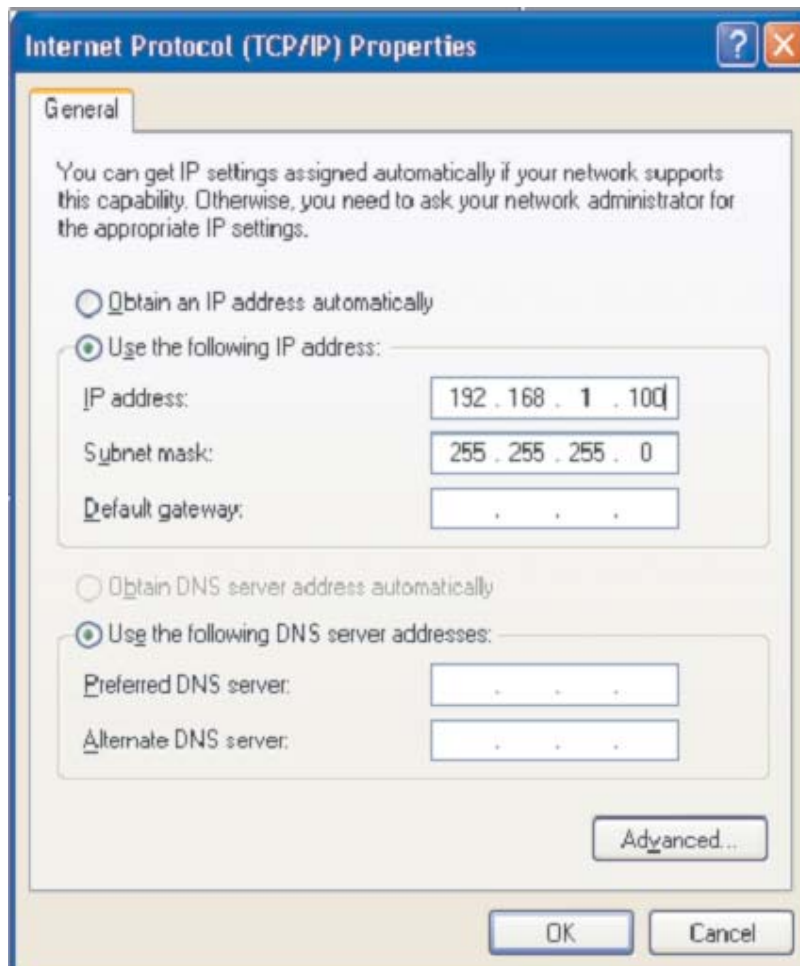 Internet Protocol (TCP/IP) Properties
General
You can get IP settings assigned automatically if your network supports
this capability. Otherwise, you need to ask your network administrator for
the appropriate IP settings.
Obtain an IP address automatically
Use the following IP address:
IP address: 192 . 168 . 1 . 100
Subnet mask: 255 . 255 . 255 . 0
Default gateway: . . .
Obtain DNS server address automatically
Use the following DNS server addresses:
Preferred DNS server: . . .
Alternate DNS server: . . .
Advanced...
OK Cancel